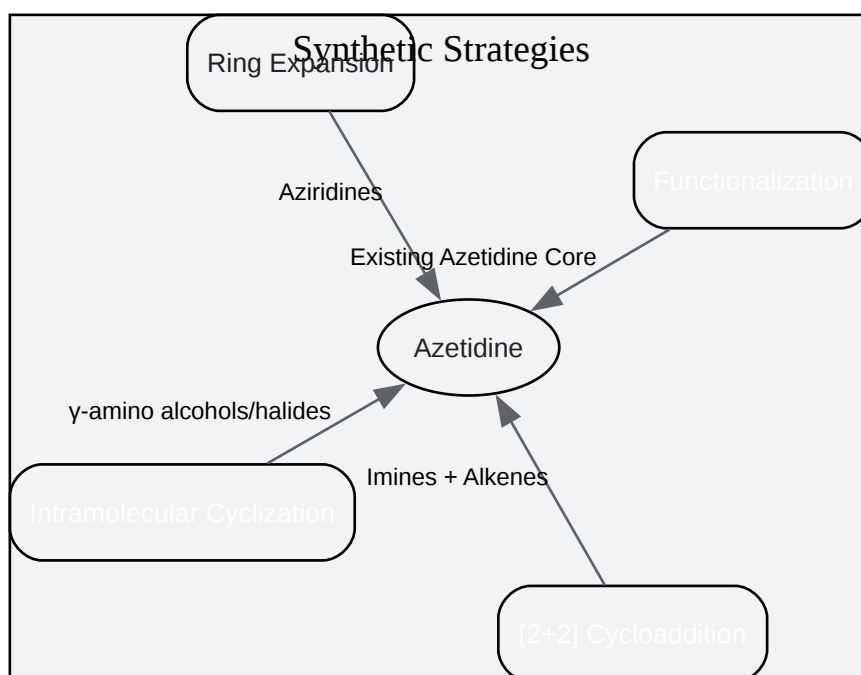 Synthetic Strategies
Ring Expansion
Aziridines
Functionalization
Existing Azetidine Core
Azetidine
γ-amino alcohols/halides
Imines + Alkenes
Intramolecular Cyclization
[2+2] Cycloaddition